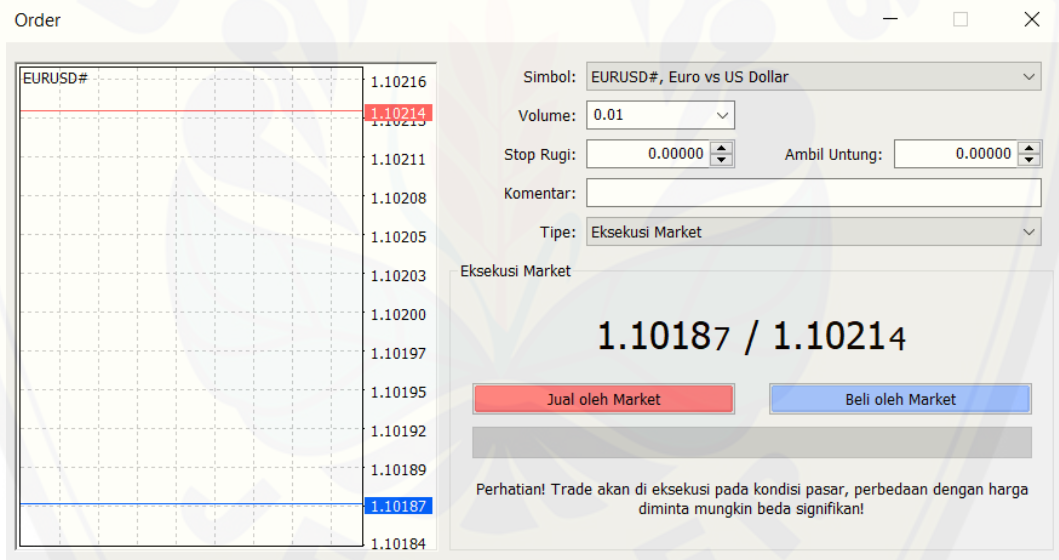 Order
EURUSD#
1.10216
1.10214
1.10211
1.10208
1.10205
1.10203
1.10200
1.10197
1.10195
1.10192
1.10189
1.10187
1.10184
Simbol: EURUSD#, Euro vs US Dollar
Volume: 0.01
Stop Rugi: 0.00000 Ambil Untung: 0.00000
Komentar:
Tipe: Eksekusi Market
Eksekusi Market
1.10187 / 1.10214
Jual oleh Market Beli oleh Market
Perhatian! Trade akan di eksekusi pada kondisi pasar, perbedaan dengan harga
diminta mungkin beda signifikan!